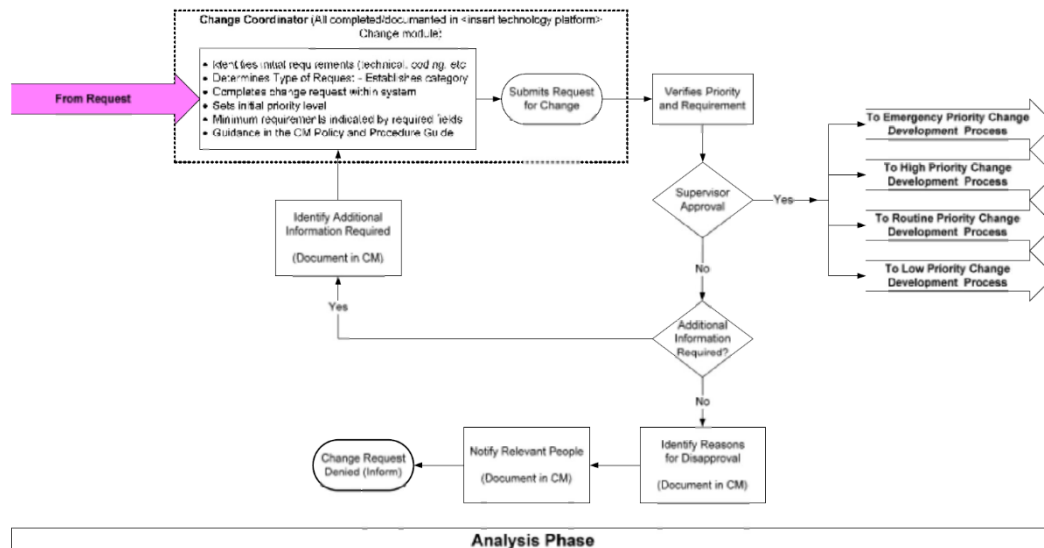 Change Coordinator (All completed/documented in <insert technology platform>
Change module:
From Request
• Identifies initial requirements (technical, coding, etc
• Determines Type of Request - Establishes category
• Completes change request within system
• Sets initial priority level
• Minimum requirements indicated by required fields
• Guidance in the CM Policy and Procedure Guide
Submits Request
for Change
Verifies Priority
and Requirement
To Emergency Priority Change
Development Process
To High Priority Change
Development Process
To Routine Priority Change
Development Process
To Low Priority Change
Development Process
Supervisor
Approval
Yes
No
Identify Additional
Information Required
(Document in CM)
Yes
Additional
Information
Required?
No
Identify Reasons
for Disapproval
(Document in CM)
Notify Relevant People
(Document in CM)
Change Request
Denied (Inform)
Analysis Phase